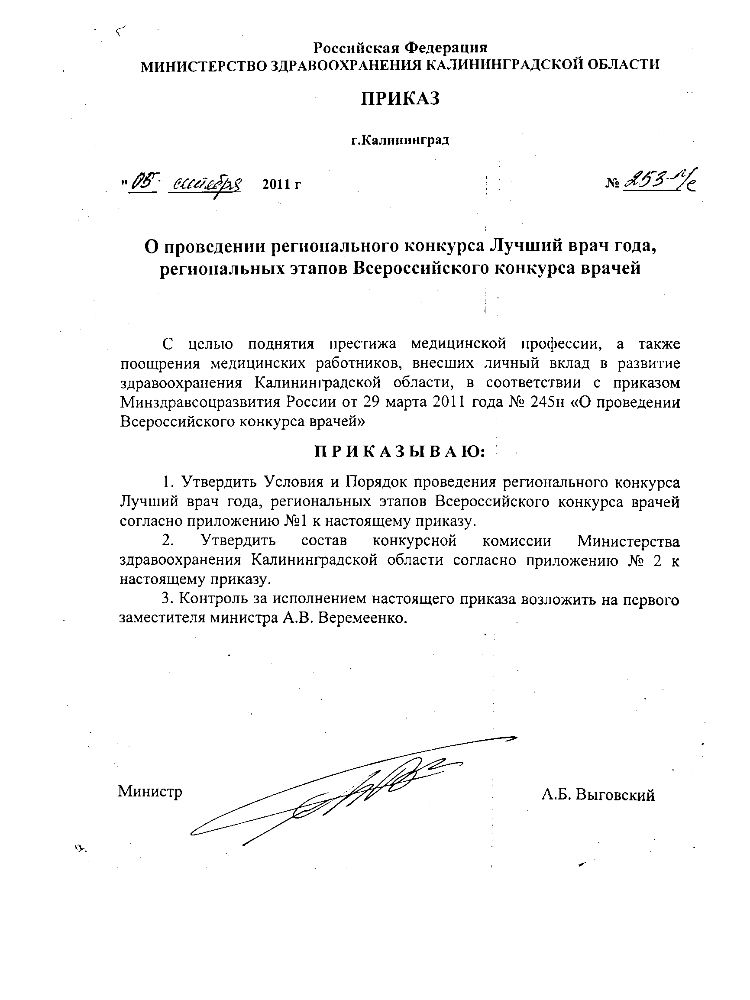 Российская Федерация
МИНИСТЕРСТВО ЗДРАВООХРАНЕНИЯ КАЛИНИНГРАДСКОЙ ОБЛАСТИ
ПРИКАЗ
г.Калининград
"05 сентября 2011 г
№ 253-
О проведении регионального конкурса Лучший врач года,
региональных этапов Всероссийского конкурса врачей
С целью поднятия престижа медицинской профессии, а также
поощрения медицинских работников, внесших личный вклад в развитие
здравоохранения Калининградской области, в соответствии с приказом
Минздравсоцразвития России от 29 марта 2011 года № 245н «О проведении
Всероссийского конкурса врачей»
П Р И К А З Ы В А Ю:
1. Утвердить Условия и Порядок проведения регионального конкурса
Лучший врач года, региональных этапов Всероссийского конкурса врачей
согласно приложению №1 к настоящему приказу.
2. Утвердить состав конкурсной комиссии Министерства
здравоохранения Калининградской области согласно приложению № 2 к
настоящему приказу.
3. Контроль за исполнением настоящего приказа возложить на первого
заместителя министра А.В. Веремеенко.
Министр
А.Б. Выговский